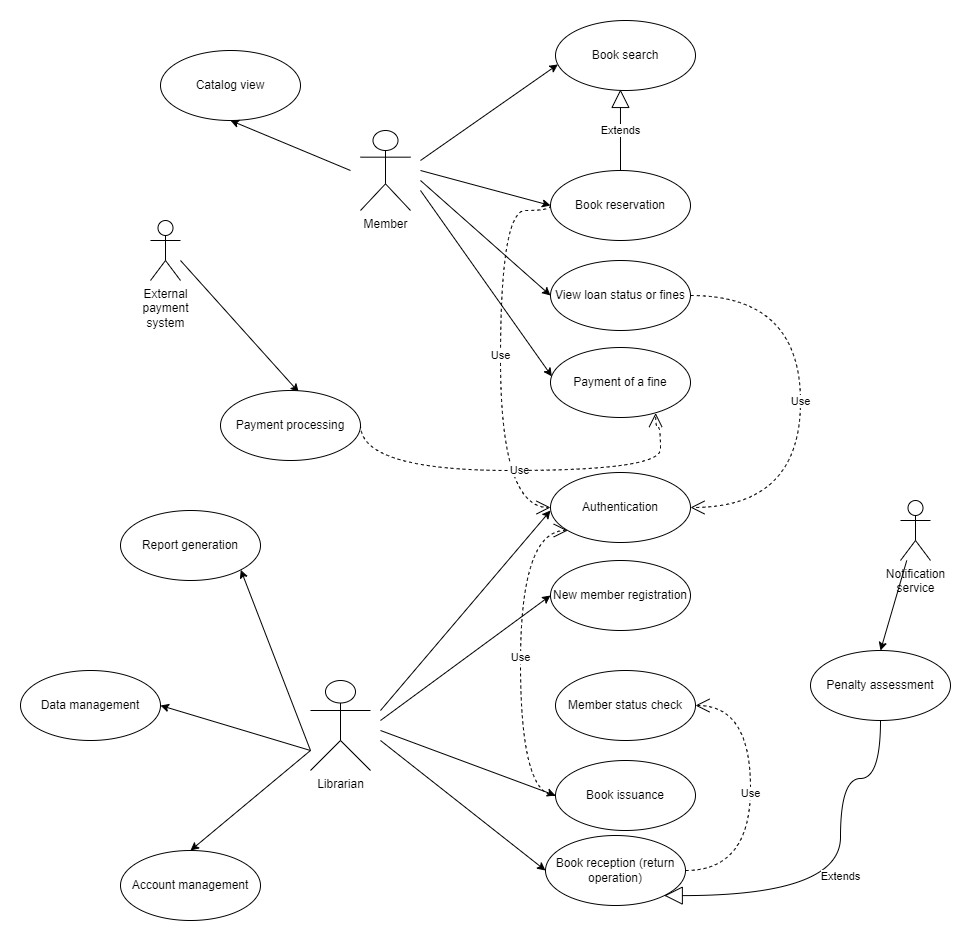 Book search
Catalog view
Extends
Book reservation
Member
External
payment
system
View loan status or fines
Use
Payment of a fine
Use
Payment processing
Use
Authentication
Report generation
Notification
service
New member registration
Use
Penalty assessment
Data management
Member status check
Librarian
Book issuance
Use
Book reception (return
operation)
Extends
Account management